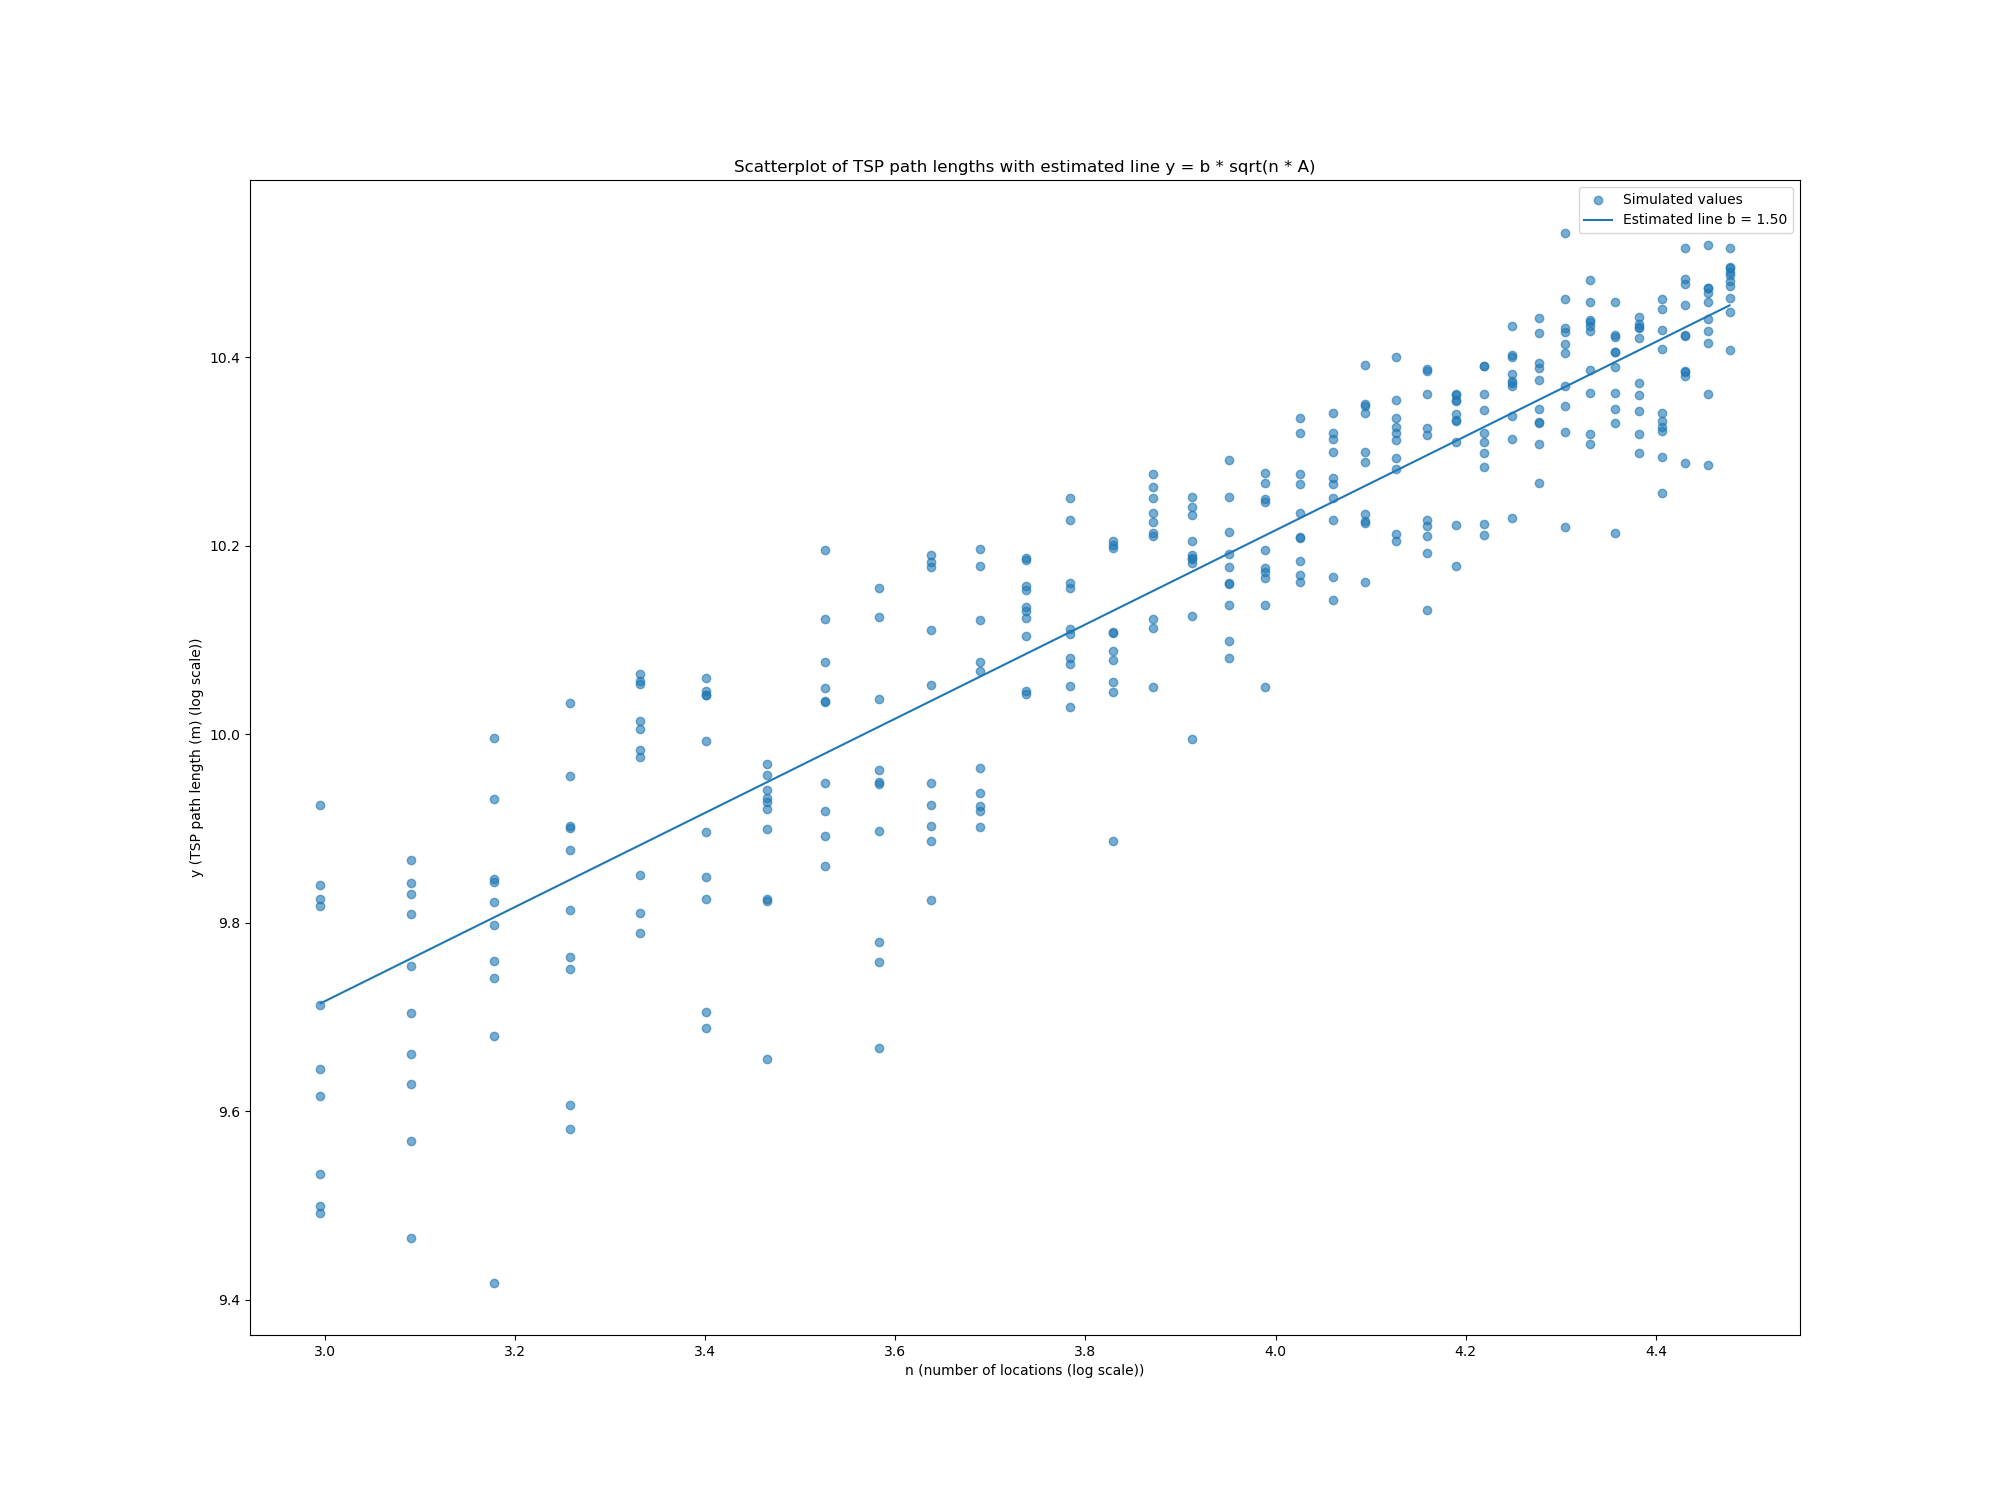 Scatterplot of TSP path lengths with estimated line y = b * sqrt(n * A)
Simulated values
Estimated line b = 1.50
10.4
10.2
10.0
9.8
9.6
9.4
y (TSP path length (m) (log scale))
3.0 3.2 3.4 3.6 3.8 4.0 4.2 4.4
n (number of locations (log scale))